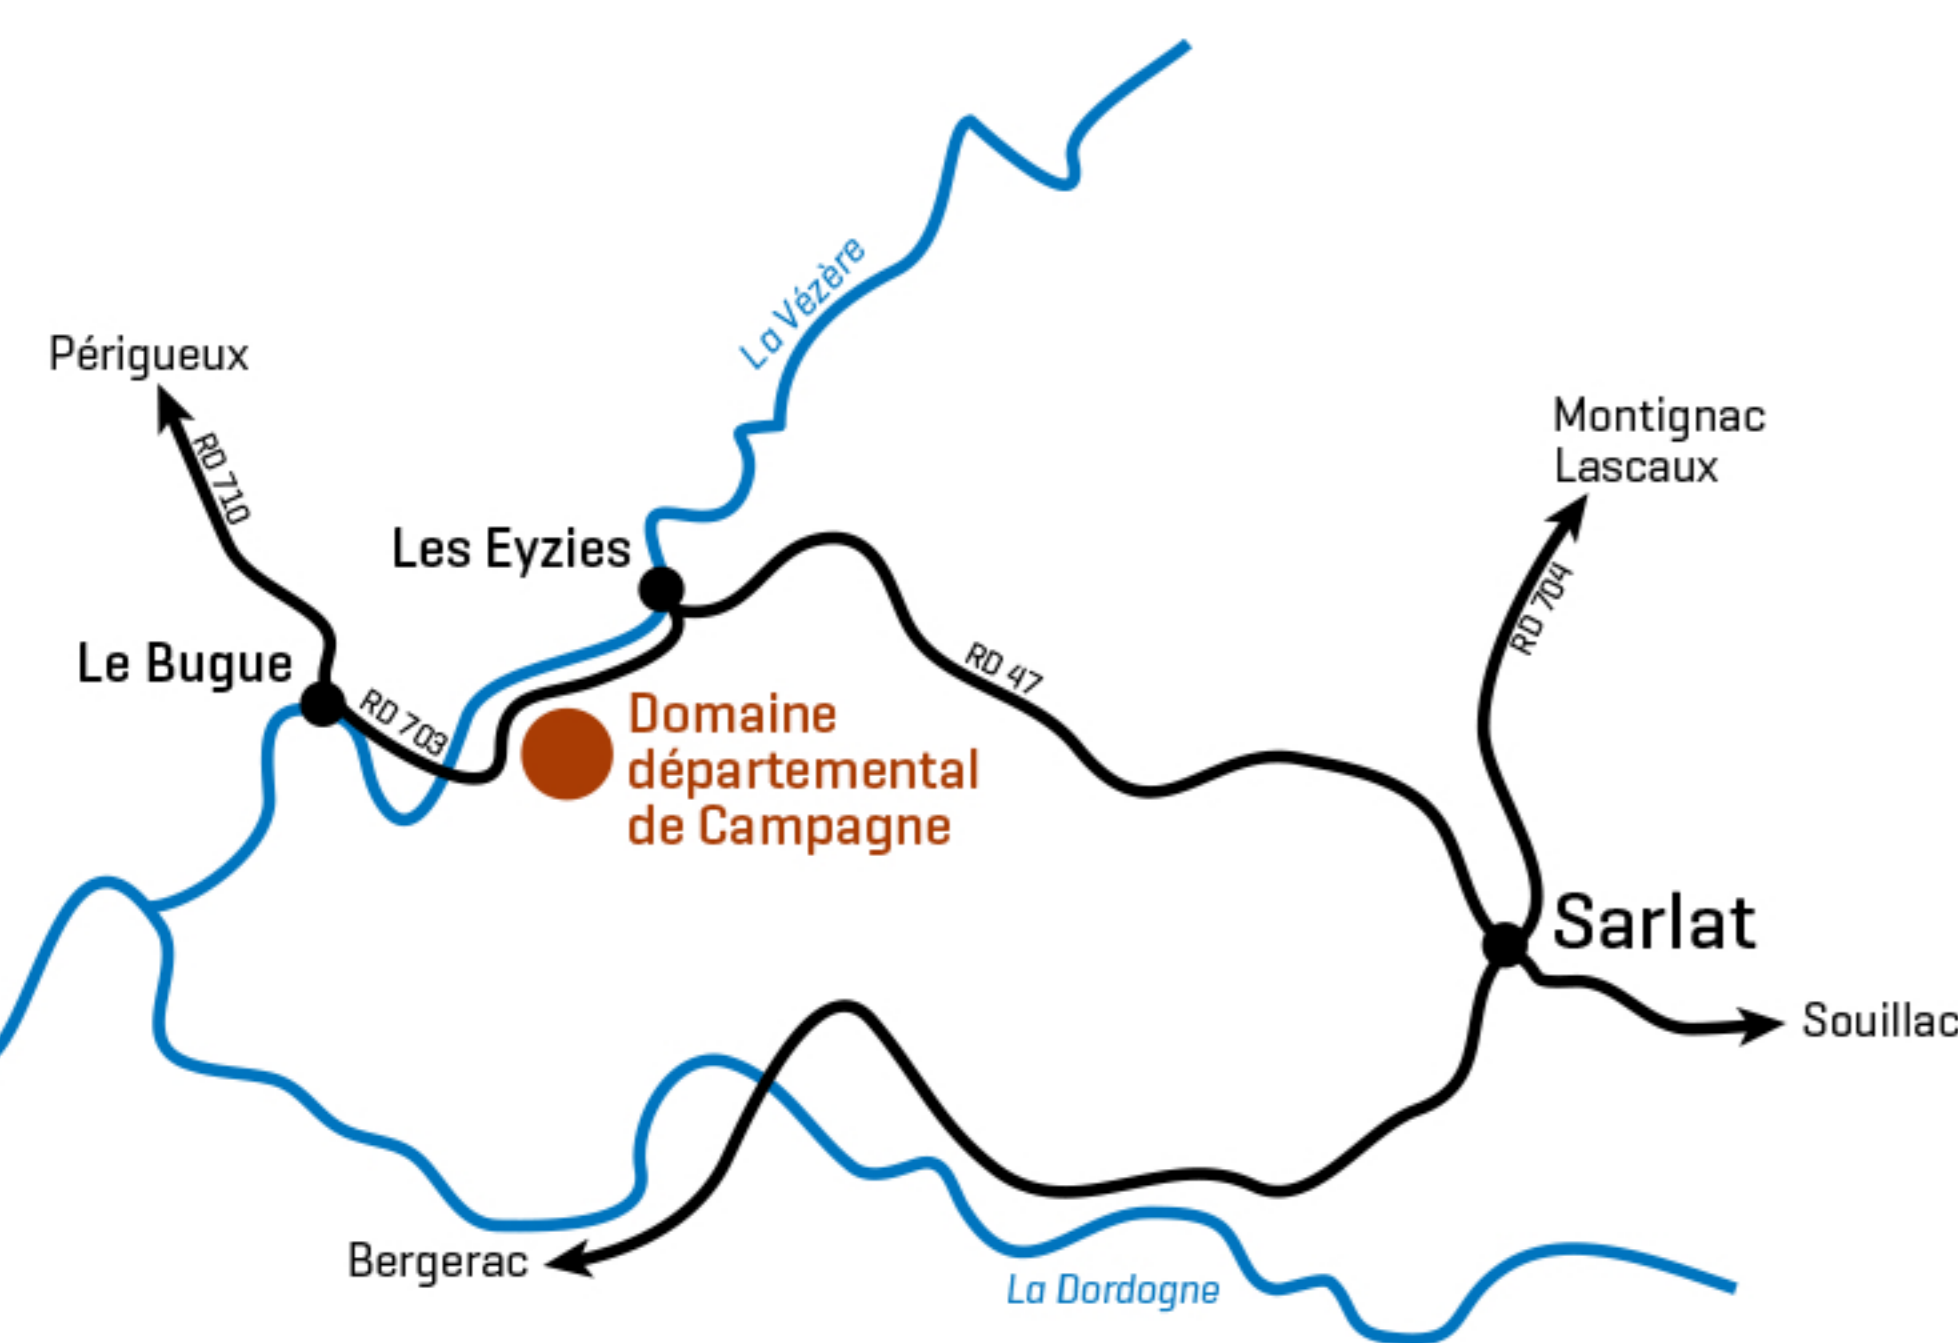 La Vézère
Périgueux
RD 710
Montignac
Lascaux
Les Eyzies
RD 704
Le Bugue
RD 47
RD 703
Domaine
départemental
de Campagne
Sarlat
Souillac
Bergerac
La Dordogne